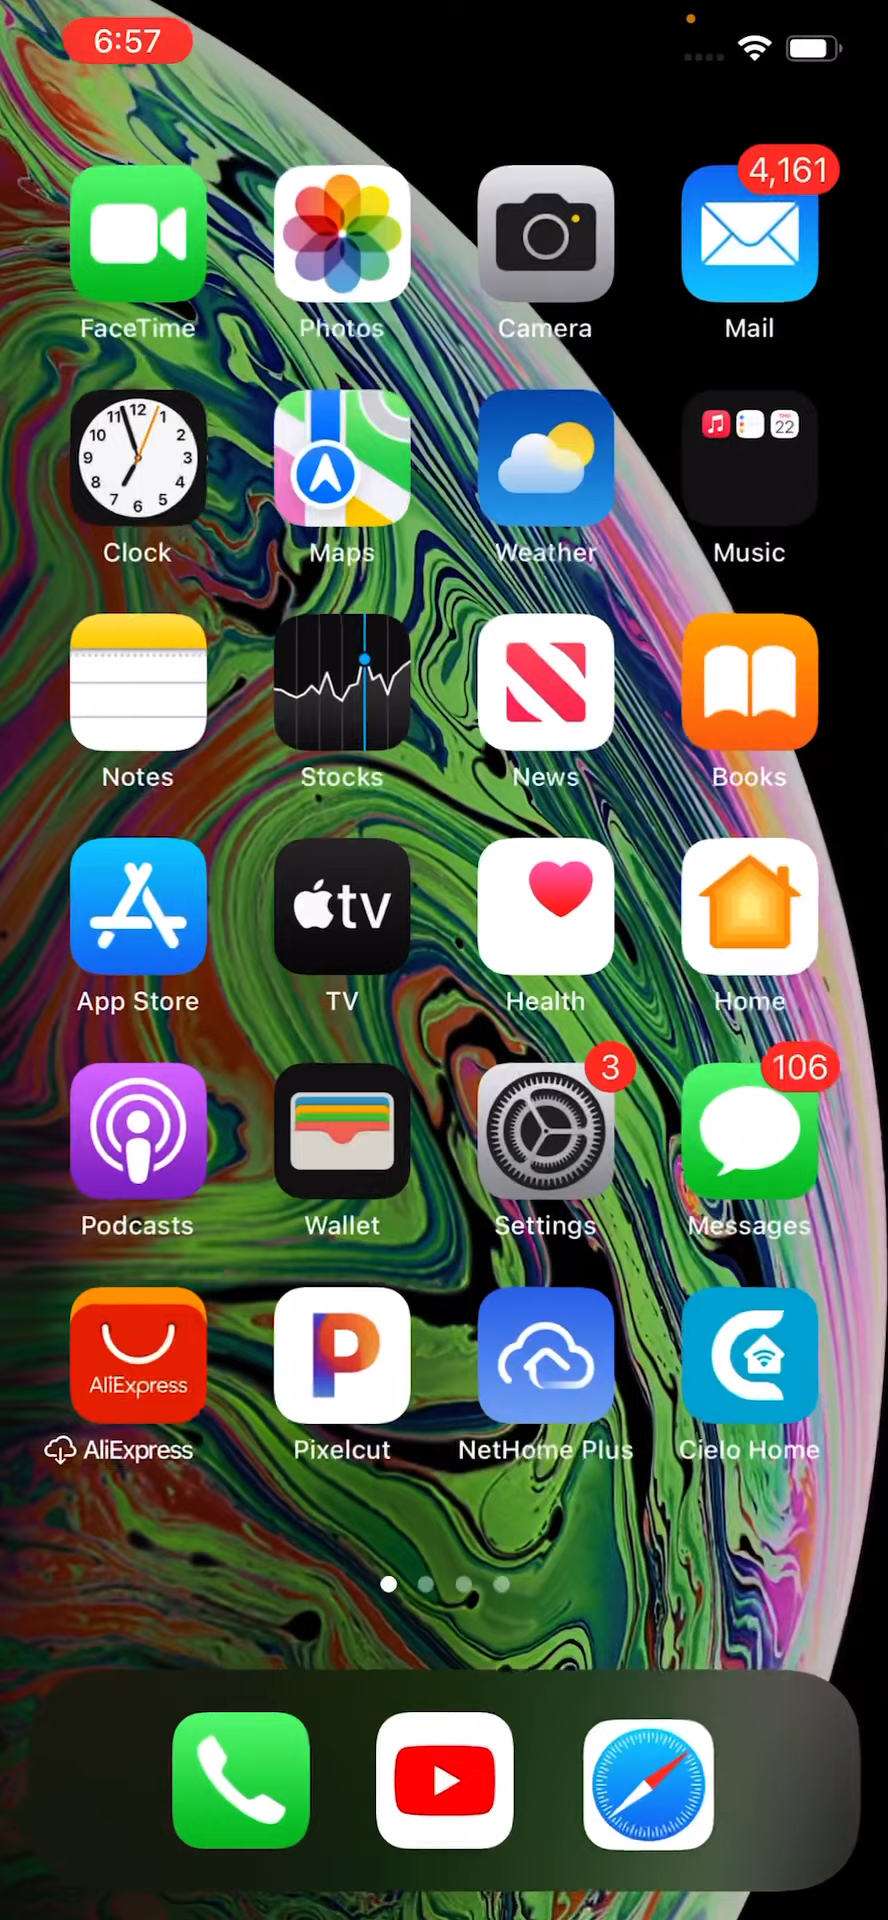 6:57
4,161
FaceTime
Photos
Camera
Mail
12
11
1
10
2
9
3
8
4
7
5
6
22
Clock
Maps
Weather
Music
Notes
Stocks
News
Books
tv
App Store
TV
Health
Home
3
106
Podcasts
Wallet
Settings
Messages
AliExpress
P
AliExpress
Pixelcut
NetHome Plus
Cielo Home